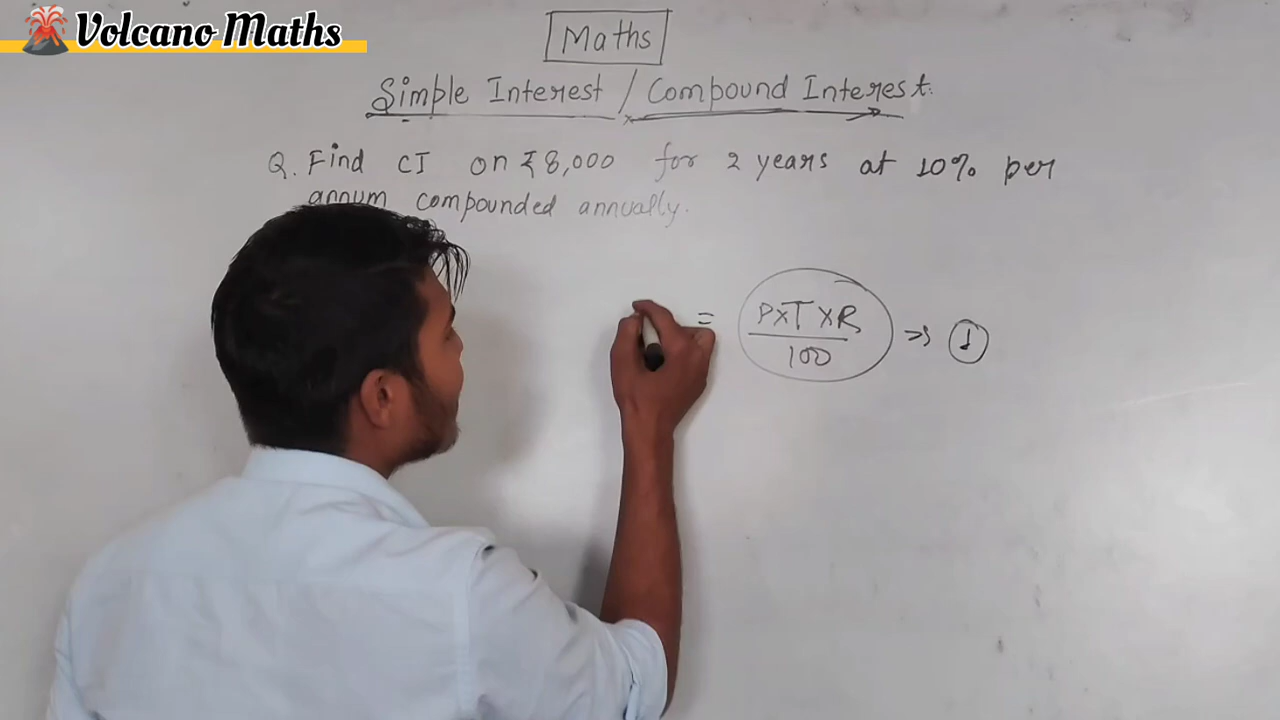 Volcano Maths
Maths
Simple Interest / Compound Interest.
Q. Find CI on ₹8,000 for 2 years at 10% per
annum compounded annually.
= P×T×R ⇒ 1
100